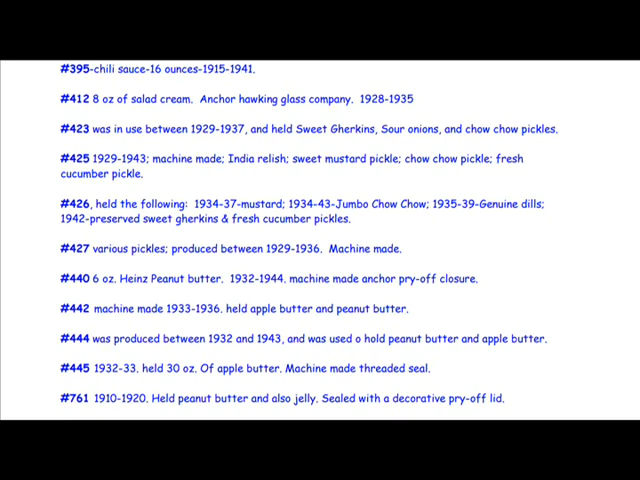 #395-chili sauce-16 ounces-1915-1941.
#412 8 oz of salad cream.  Anchor hawking glass company.  1928-1935
#423 was in use between 1929-1937, and held Sweet Gherkins, Sour onions, and chow chow pickles.
#425 1929-1943; machine made; India relish; sweet mustard pickle; chow chow pickle; fresh
cucumber pickle.
#426, held the following:  1934-37-mustard; 1934-43-Jumbo Chow Chow; 1935-39-Genuine dills;
1942-preserved sweet gherkins & fresh cucumber pickles.
#427 various pickles; produced between 1929-1936.  Machine made.
#440 6 oz. Heinz Peanut butter.  1932-1944. machine made anchor pry-off closure.
#442 machine made 1933-1936. held apple butter and peanut butter.
#444 was produced between 1932 and 1943, and was used o hold peanut butter and apple butter.
#445 1932-33. held 30 oz. Of apple butter. Machine made threaded seal.
#761 1910-1920. Held peanut butter and also jelly. Sealed with a decorative pry-off lid.